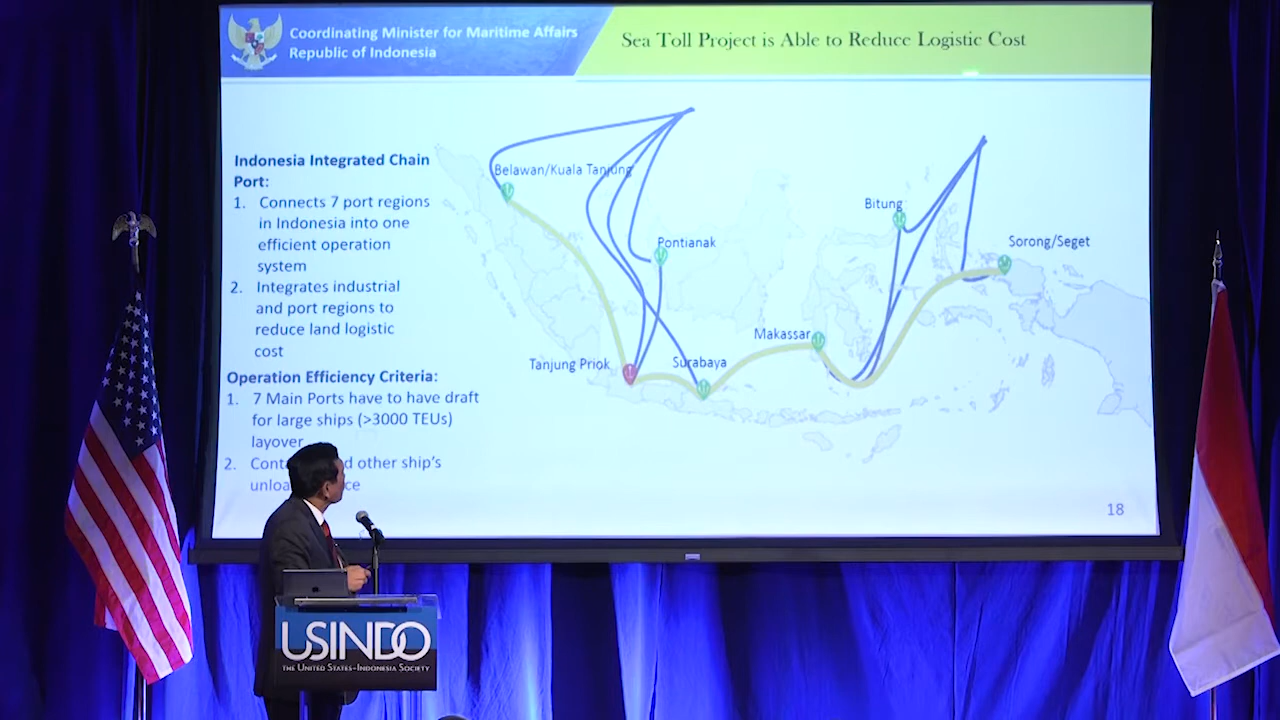 Coordinating Minister for Maritime Affairs
Republic of Indonesia
Sea Toll Project is Able to Reduce Logistic Cost
Indonesia Integrated Chain
Port:
1. Connects 7 port regions
in Indonesia into one
efficient operation
system
2. Integrates industrial
and port regions to
reduce land logistic
cost
Operation Efficiency Criteria:
1. 7 Main Ports have to have draft
for large ships (>3000 TEUs)
layover
2. d other ship's
Belawan/Kuala Tanjung
Pontianak
Tanjung Priok
Surabaya
Makassar
Bitung
Sorong/Seget
18
USINDO
THE UNITED STATES-INDONESIA SOCIETY